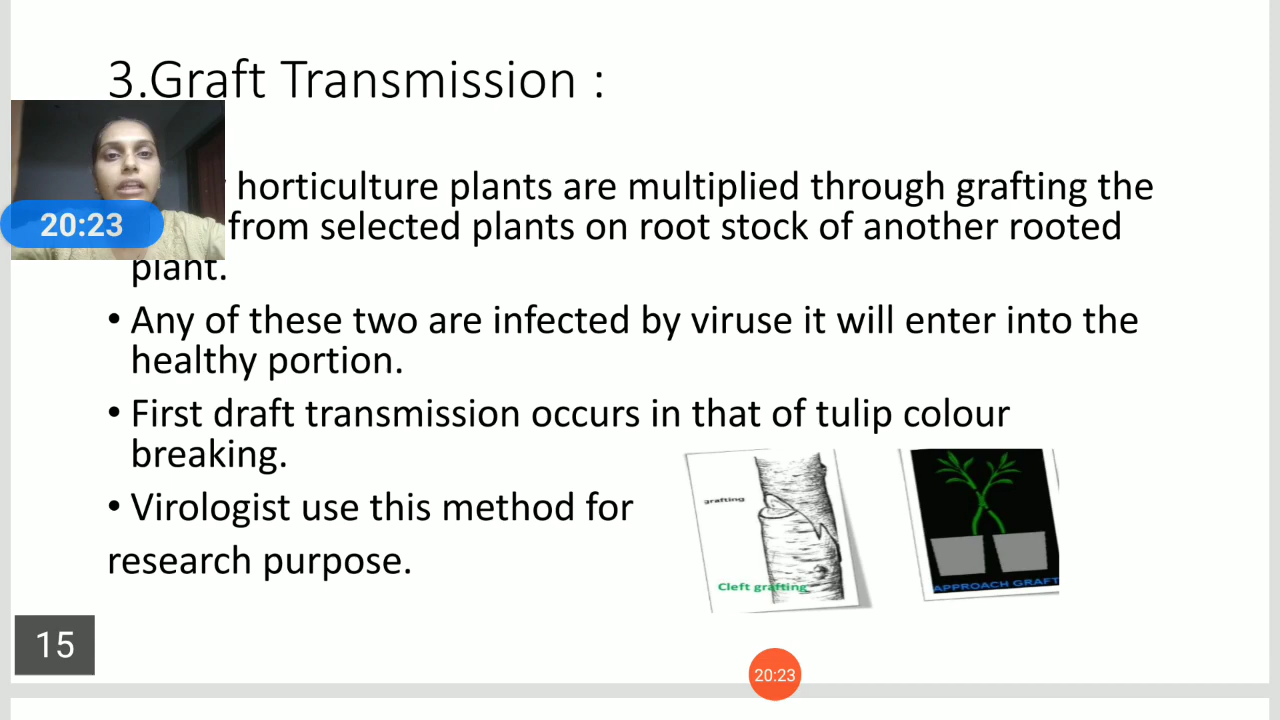 3.Graft Transmission :
horticulture plants are multiplied through grafting the
from selected plants on root stock of another rooted
plant.
• Any of these two are infected by viruse it will enter into the
healthy portion.
• First draft transmission occurs in that of tulip colour
breaking.
• Virologist use this method for
research purpose.
grafting
Cleft grafting
APPROACH GRAFT
20:23
15
20:23